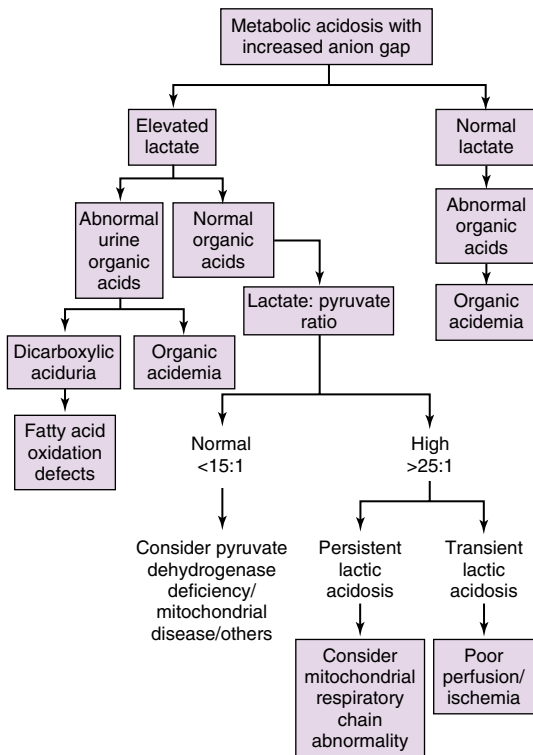 Metabolic acidosis with
increased anion gap
Elevated
lactate
Normal
lactate
Abnormal
urine
organic
acids
Normal
organic
acids
Abnormal
organic
acids
Lactate: pyruvate
ratio
Organic
acidemia
Dicarboxylic
aciduria
Organic
acidemia
Fatty acid
oxidation
defects
Normal
<15:1
High
>25:1
Consider pyruvate
dehydrogenase
deficiency/
mitochondrial
disease/others
Persistent
lactic
acidosis
Transient
lactic
acidosis
Consider
mitochondrial
respiratory
chain
abnormality
Poor
perfusion/
ischemia